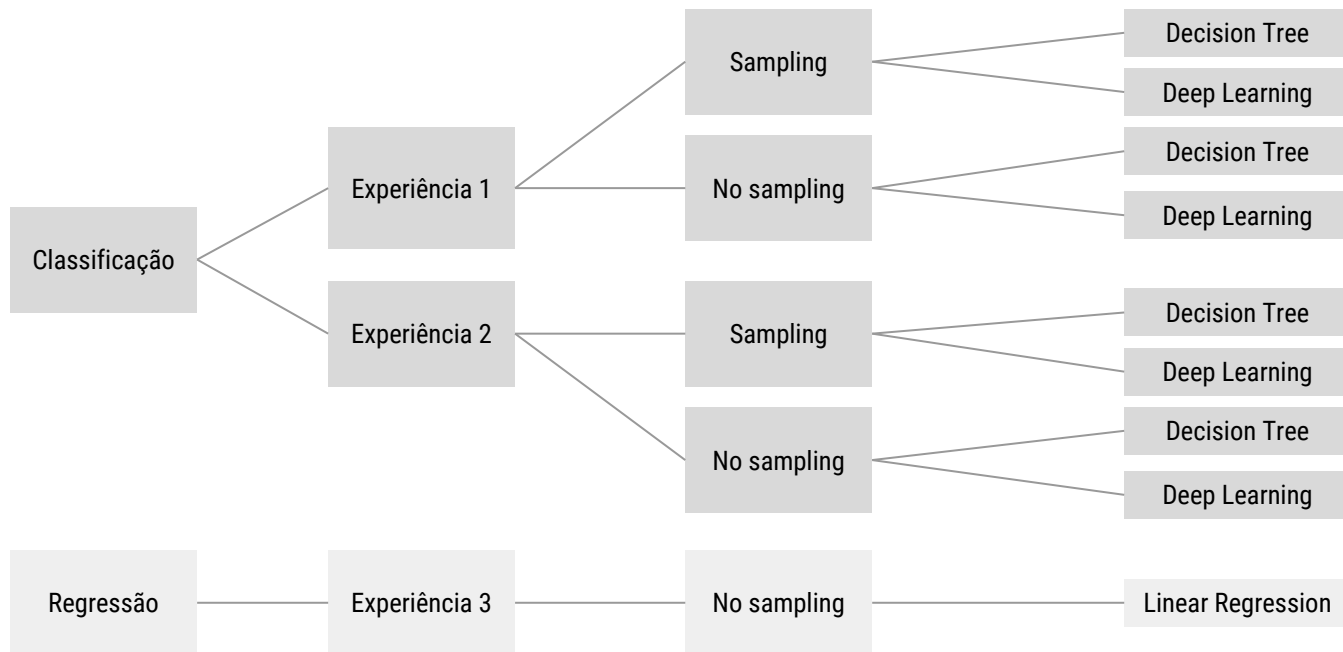 Classificação
Experiência 1
Sampling
Decision Tree
Deep Learning
No sampling
Decision Tree
Deep Learning
Experiência 2
Sampling
Decision Tree
Deep Learning
No sampling
Decision Tree
Deep Learning
Regressão
Experiência 3
No sampling
Linear Regression